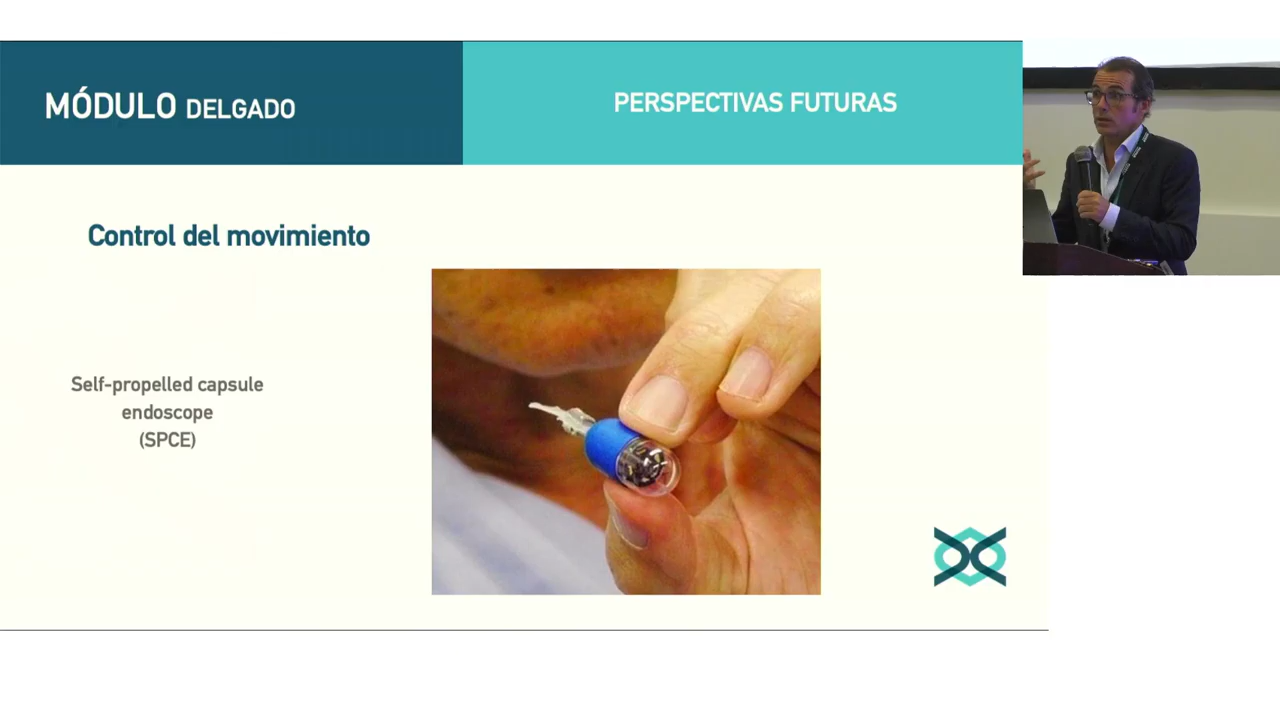 MÓDULO DELGADO
PERSPECTIVAS FUTURAS
Control del movimiento
Self-propelled capsule
endoscope
(SPCE)